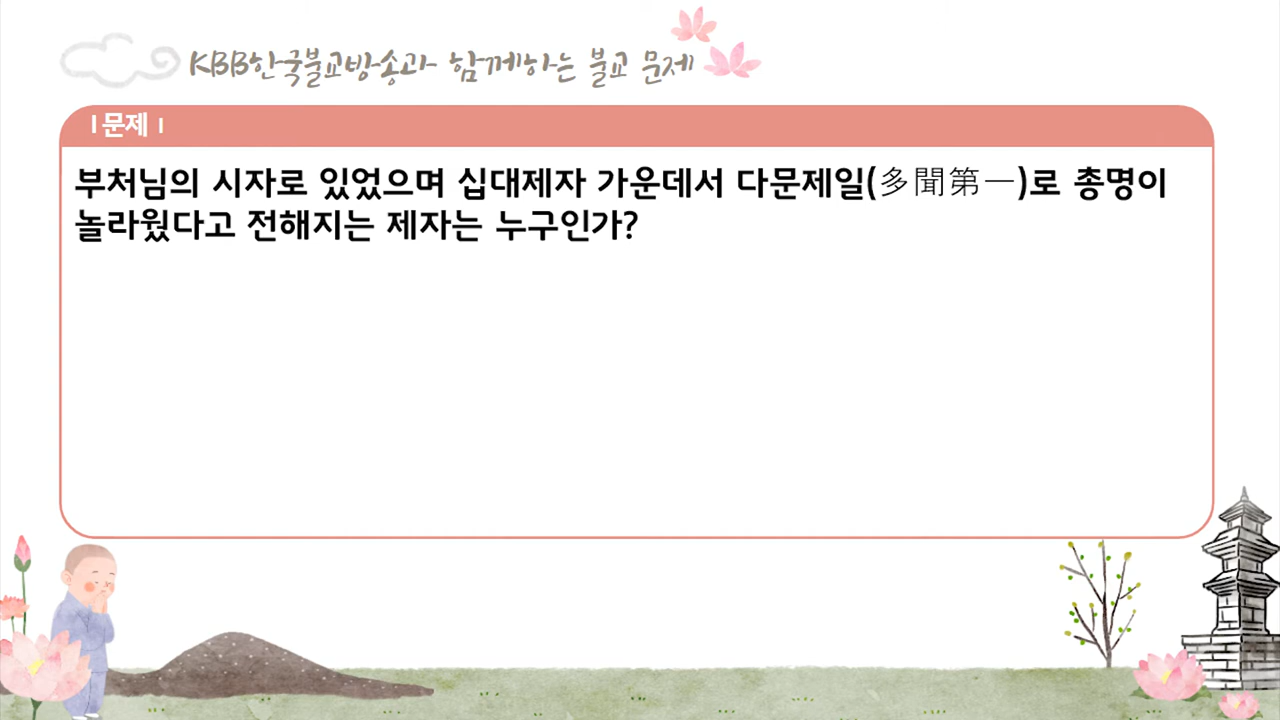 KBB한국불교방송과 함께하는 불교 문제
| 문제 |
부처님의 시자로 있었으며 십대제자 가운데서 다문제일(多聞第一)로 총명이
놀라웠다고 전해지는 제자는 누구인가?